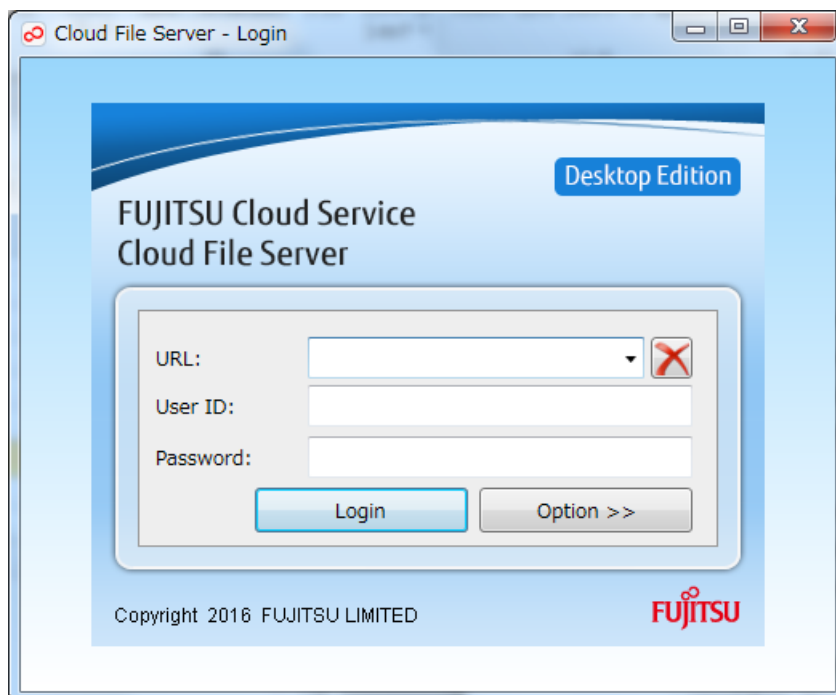 Cloud File Server - Login
Desktop Edition
FUJITSU Cloud Service
Cloud File Server
URL:
User ID:
Password:
Login
Option >>
Copyright 2016 FUJITSU LIMITED
FUJITSU